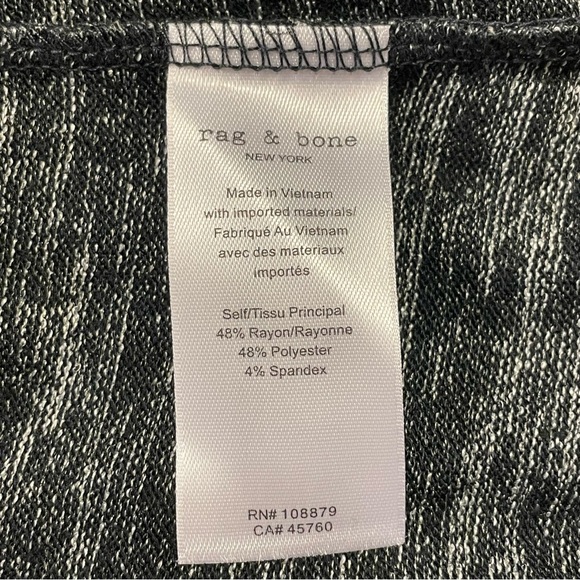 rag & bone
NEW YORK
Made in Vietnam
with imported materials/
Fabriqué Au Vietnam
avec des materiaux
importés
Self/Tissu Principal
48% Rayon/Rayonne
48% Polyester
4% Spandex
RN# 108879
CA# 45760